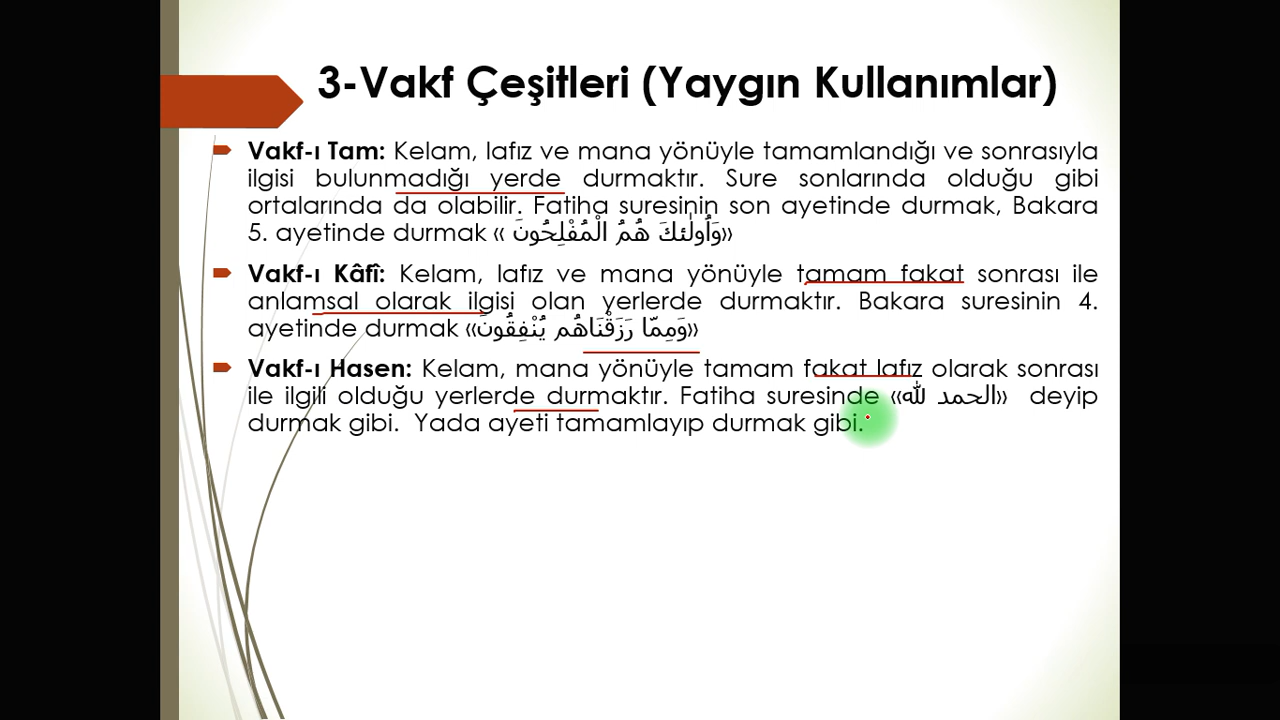 3-Vakf Çeşitleri (Yaygın Kullanımlar)
Vakf-ı Tam: Kelam, lafız ve mana yönüyle tamamlandığı ve sonrasıyla
ilgisi bulunmadığı yerde durmaktır. Sure sonlarında olduğu gibi
ortalarında da olabilir. Fatiha suresinin son ayetinde durmak, Bakara
5. ayetinde durmak « وَاُولٰئكَ هُمُ الْمُفْلِحُونَ»
Vakf-ı Kâfî: Kelam, lafız ve mana yönüyle tamam fakat sonrası ile
anlamsal olarak ilgisi olan yerlerde durmaktır. Bakara suresinin 4.
ayetinde durmak «وَمِمّا رَزَقْنَاهُم يُنْفِقُونَ»
Vakf-ı Hasen: Kelam, mana yönüyle tamam fakat lafız olarak sonrası
ile ilgili olduğu yerlerde durmaktır. Fatiha suresinde «الحمد لله» deyip
durmak gibi. Yada ayeti tamamlayıp durmak gibi.